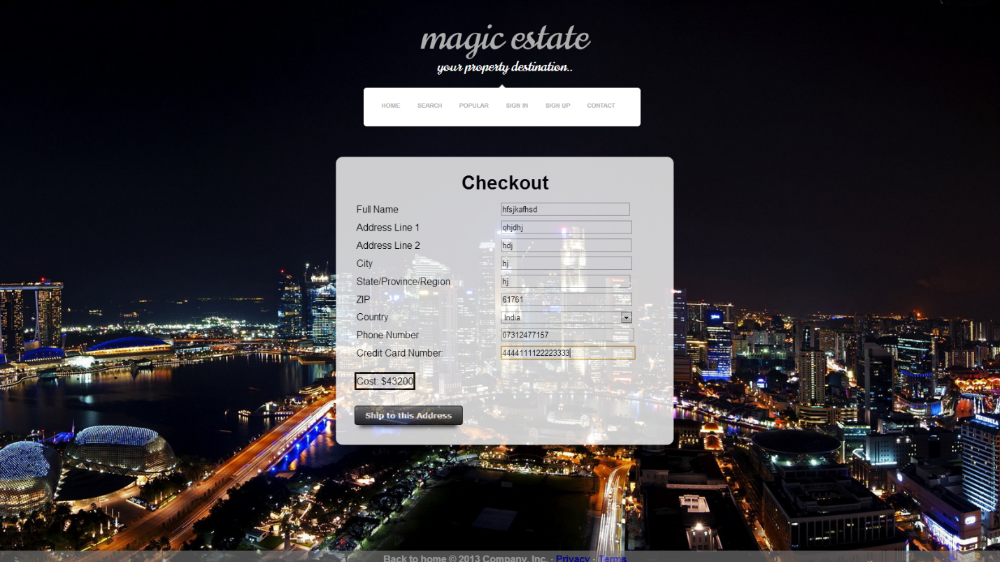 magic estate
your property destination..
HOME SEARCH POPULAR SIGN IN SIGN UP CONTACT
Checkout
Full Name hfsjkafhsd
Address Line 1 qhjdhj
Address Line 2 hdj
City hj
State/Province/Region hj
ZIP 61761
Country India
Phone Number 07312477157
Credit Card Number: 4444111122223333
Cost: $43200
Ship to this Address
Back to home © 2013 Company, Inc. · Privacy · Terms